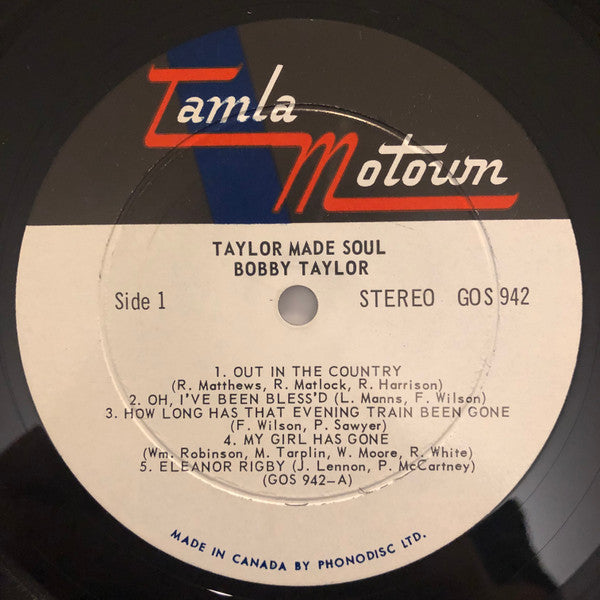 Tamla
Motown
TAYLOR MADE SOUL
BOBBY TAYLOR
Side 1 STEREO GOS 942
1. OUT IN THE COUNTRY
(R. Matthews, R. Matlock, R. Harrison)
2. OH, I'VE BEEN BLESS'D (L. Manns, F. Wilson)
3. HOW LONG HAS THAT EVENING TRAIN BEEN GONE
(F. Wilson, P. Sawyer)
4. MY GIRL HAS GONE
(Wm. Robinson, M. Tarplin, W. Moore, R. White)
5. ELEANOR RIGBY (J. Lennon, P. McCartney)
(GOS 942-A)
MADE IN CANADA BY PHONODISC LTD.